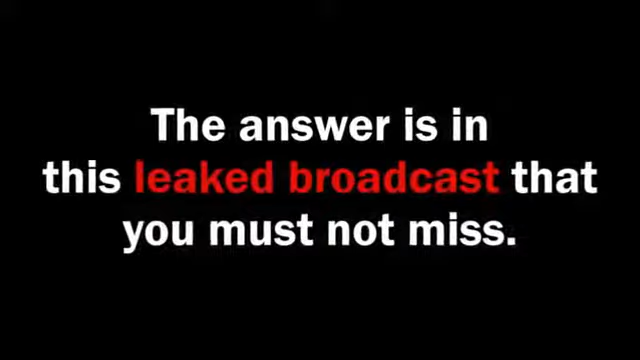 The answer is in
this leaked broadcast that
you must not miss.